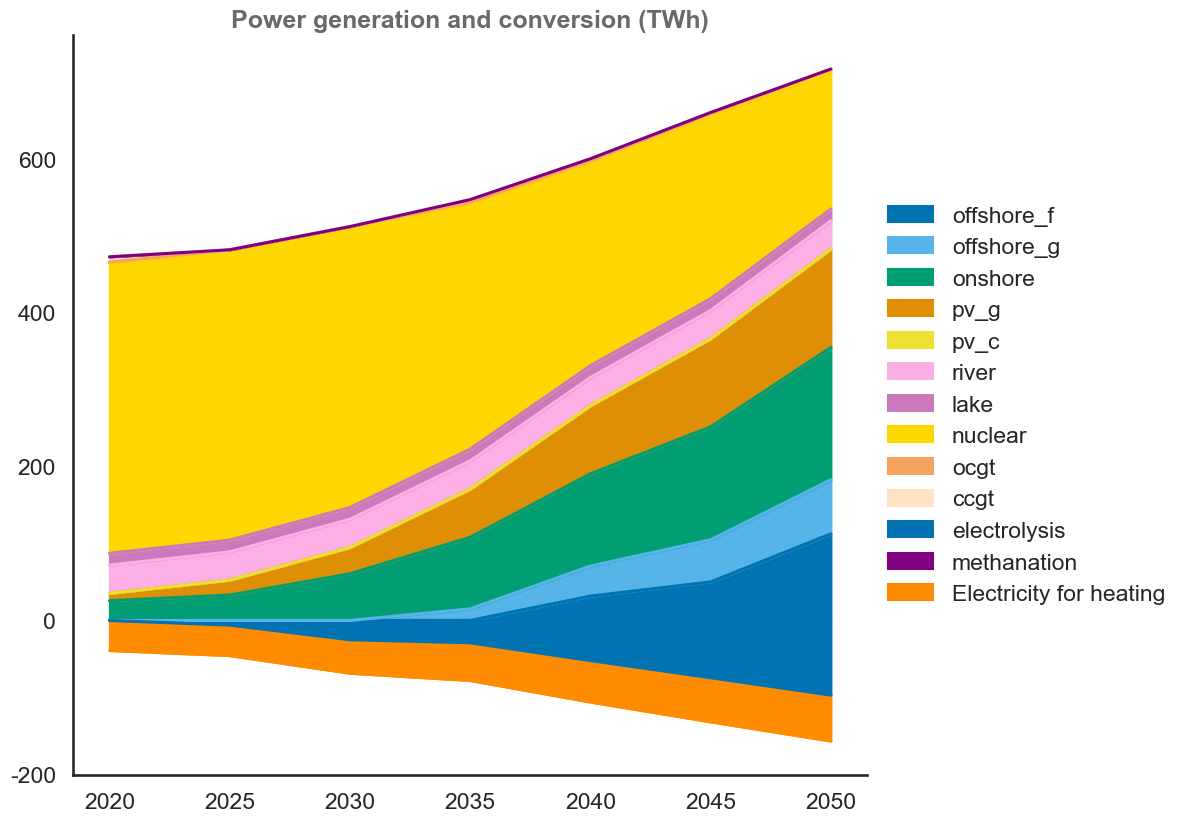 Power generation and conversion (TWh)
600
400
200
0
-200
2020 2025 2030 2035 2040 2045 2050
offshore_f
offshore_g
onshore
pv_g
pv_c
river
lake
nuclear
ocgt
ccgt
electrolysis
methanation
Electricity for heating